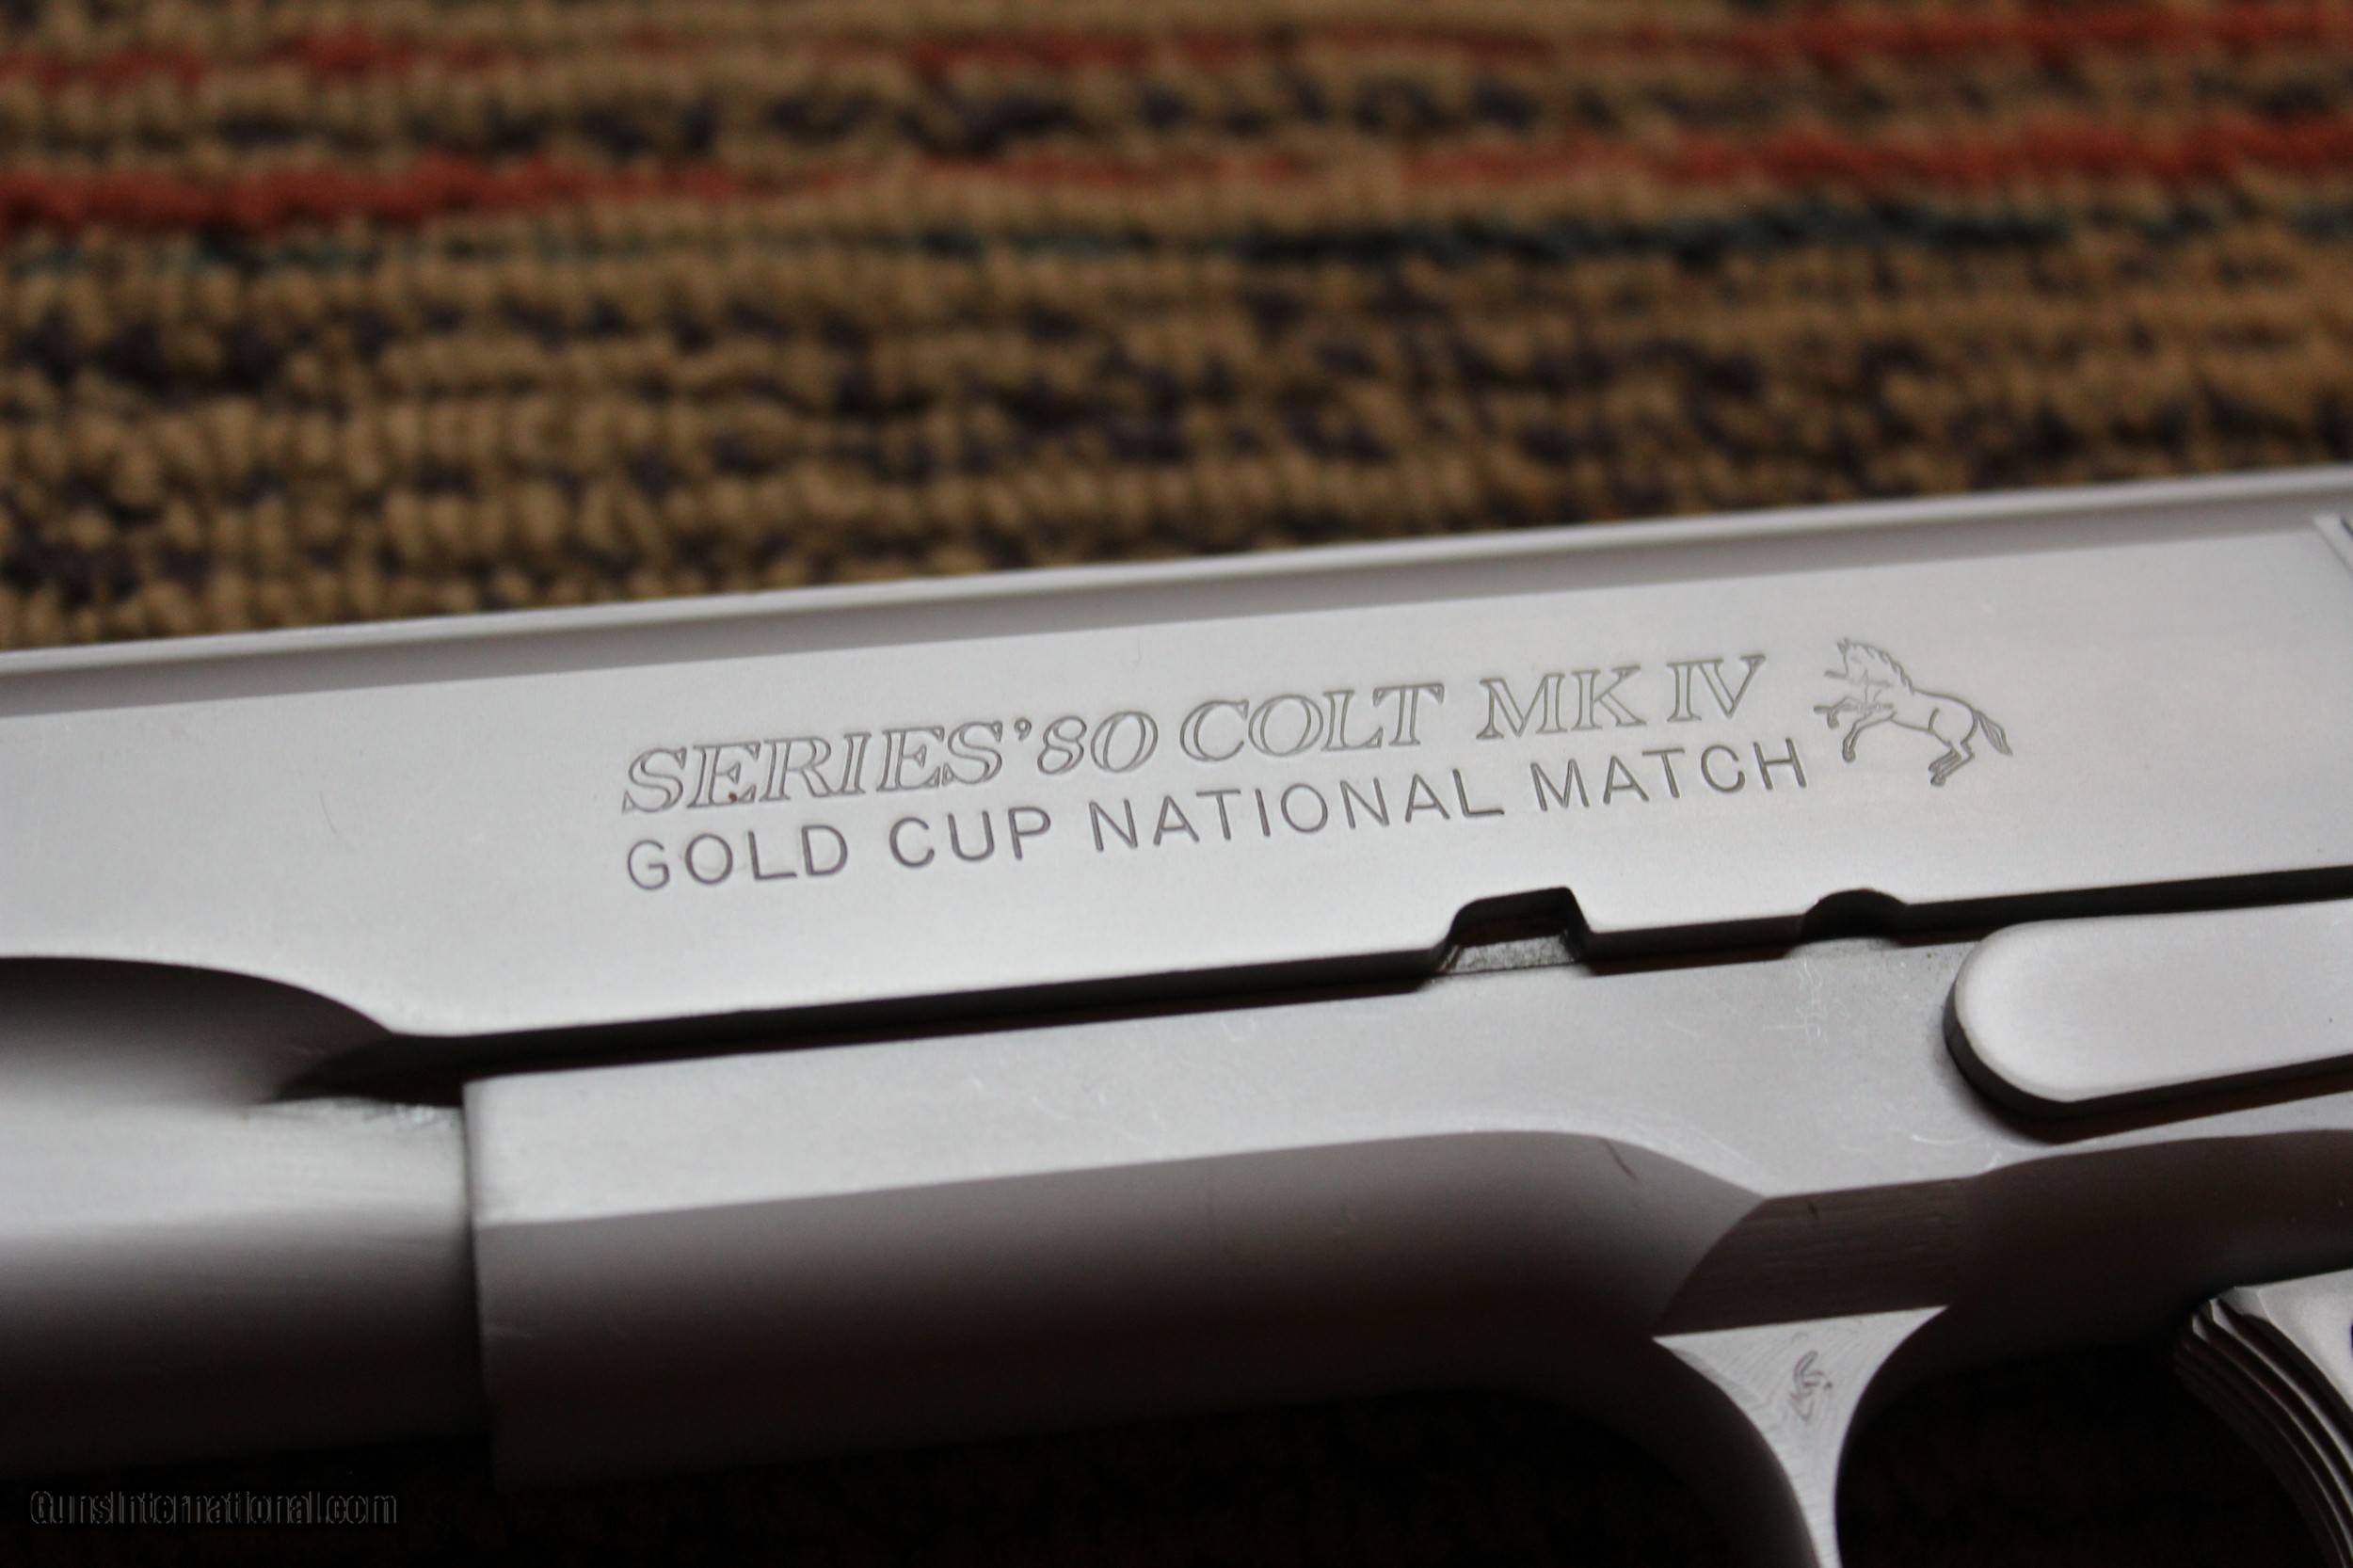 SERIES'80 COLT MK IV
GOLD CUP NATIONAL MATCH
GunsInternational.com